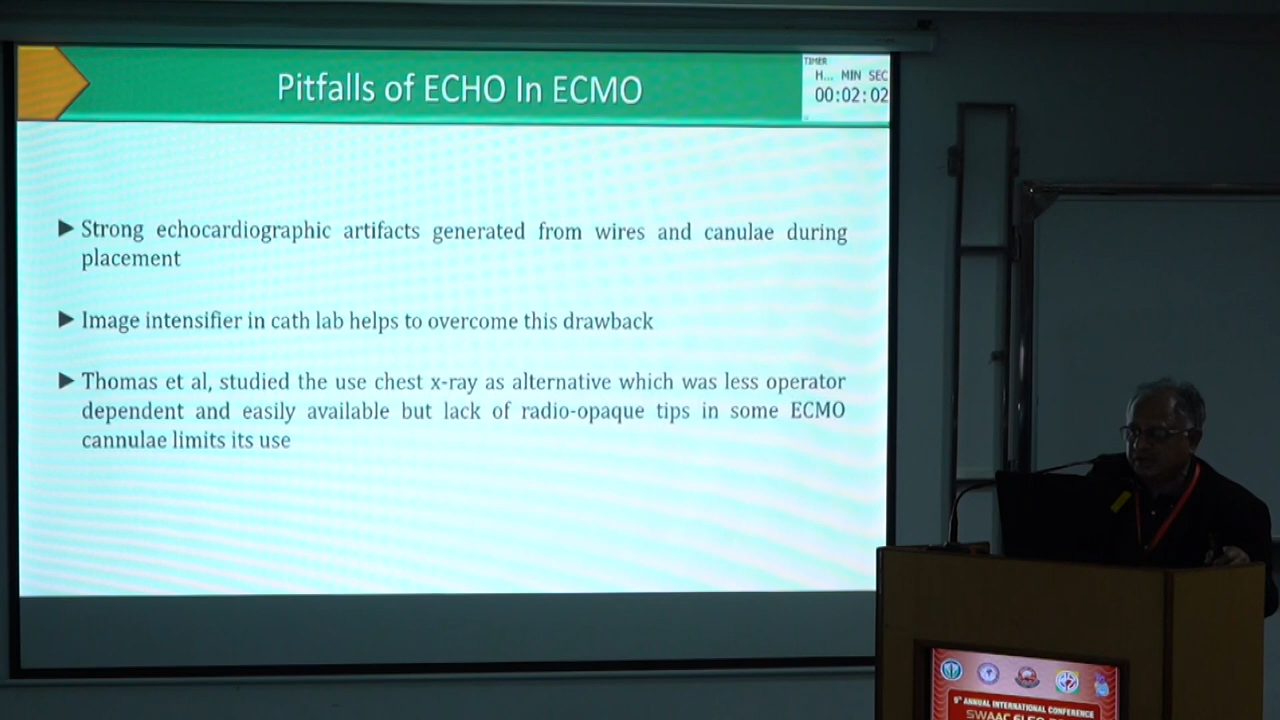 Pitfalls of ECHO In ECMO
TIMER
H... MIN SEC
00:02:02
Strong echocardiographic artifacts generated from wires and canulae during
placement
Image intensifier in cath lab helps to overcome this drawback
Thomas et al, studied the use chest x-ray as alternative which was less operator
dependent and easily available but lack of radio-opaque tips in some ECMO
cannulae limits its use
9th ANNUAL INTERNATIONAL CONFERENCE
SWAAC ELSO